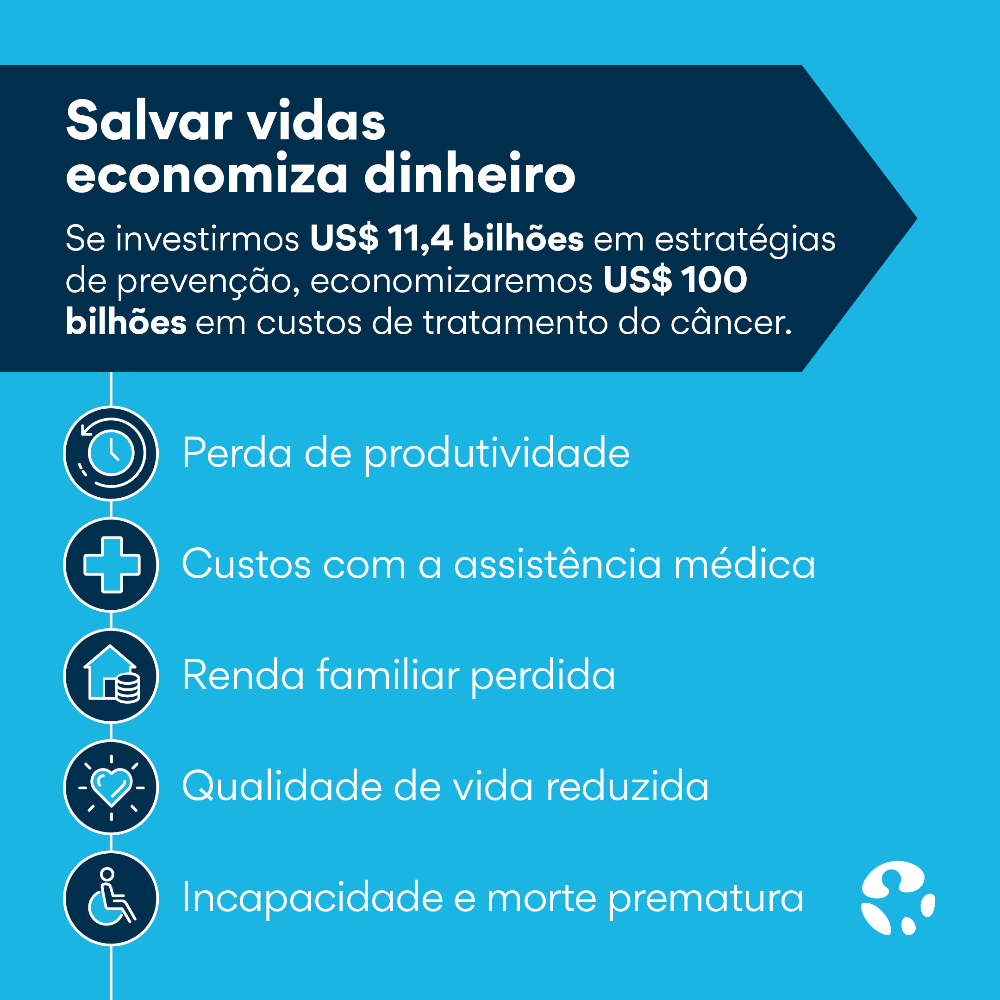 Salvar vidas
economiza dinheiro
Se investirmos US$ 11,4 bilhões em estratégias
de prevenção, economizaremos US$ 100
bilhões em custos de tratamento do câncer.
Perda de produtividade
Custos com a assistência médica
Renda familiar perdida
Qualidade de vida reduzida
Incapacidade e morte prematura